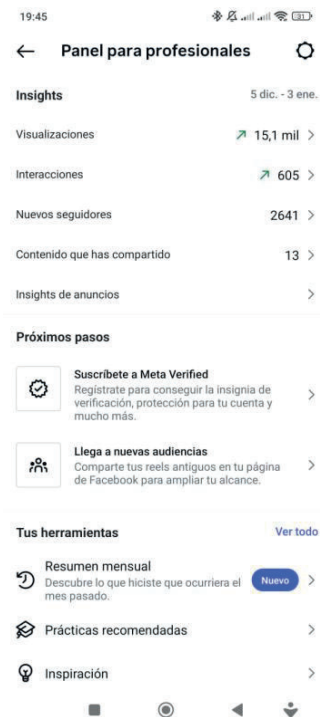 19:45
Panel para profesionales
Insights 5 dic. - 3 ene.
Visualizaciones 15,1 mil
Interacciones 605
Nuevos seguidores 2641
Contenido que has compartido 13
Insights de anuncios
Próximos pasos
Suscríbete a Meta Verified
Regístrate para conseguir la insignia de
verificación, protección para tu cuenta y
mucho más.
Llega a nuevas audiencias
Comparte tus reels antiguos en tu página
de Facebook para ampliar tu alcance.
Tus herramientas Ver todo
Resumen mensual
Descubre lo que hiciste que ocurriera el Nuevo
mes pasado.
Prácticas recomendadas
Inspiración